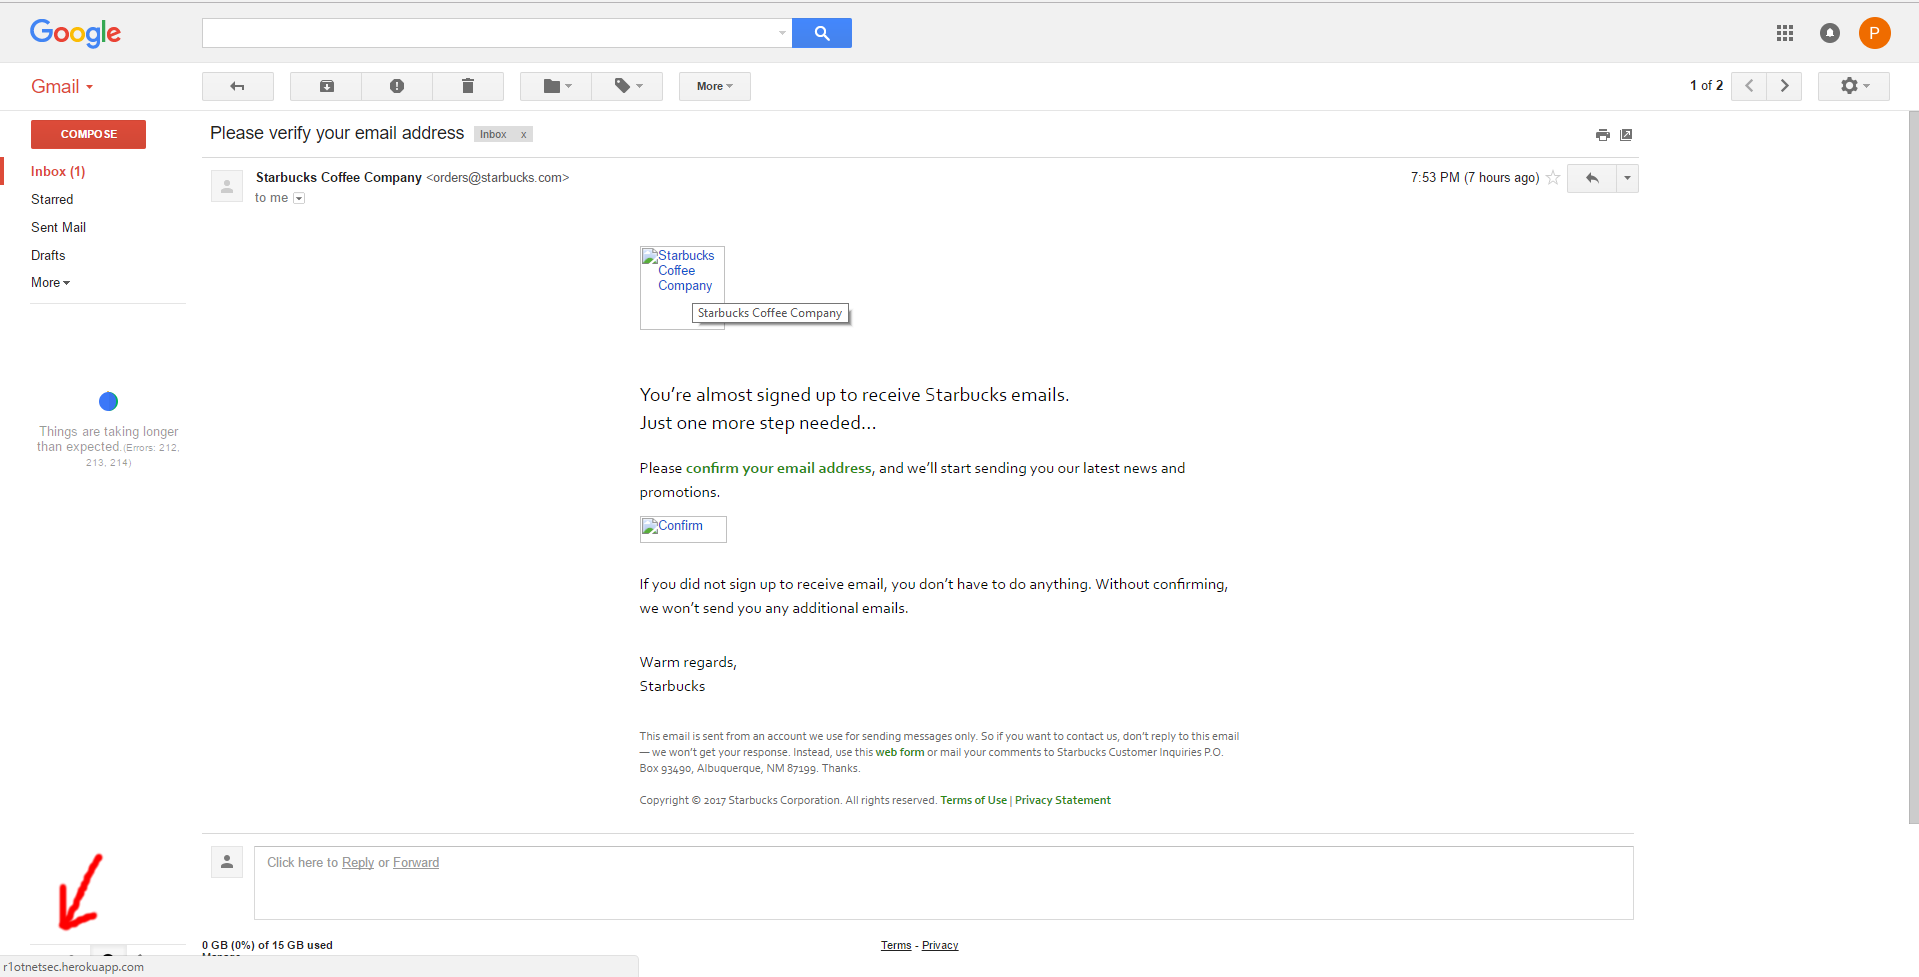 Google
P
Gmail
More
1 of 2
COMPOSE
Please verify your email address
Inbox x
Inbox (1)
Starred
Sent Mail
Drafts
More
Starbucks Coffee Company <orders@starbucks.com>
7:53 PM (7 hours ago)
to me
Starbucks
Coffee
Company
Starbucks Coffee Company
Things are taking longer
than expected.(Errors: 212,
213, 214)
You're almost signed up to receive Starbucks emails.
Just one more step needed...
Please confirm your email address, and we'll start sending you our latest news and
promotions.
Confirm
If you did not sign up to receive email, you don't have to do anything. Without confirming,
we won't send you any additional emails.
Warm regards,
Starbucks
This email is sent from an account we use for sending messages only. So if you want to contact us, don't reply to this email
— we won't get your response. Instead, use this web form or mail your comments to Starbucks Customer Inquiries P.O.
Box 93490, Albuquerque, NM 87199. Thanks.
Copyright © 2017 Starbucks Corporation. All rights reserved. Terms of Use | Privacy Statement
Click here to Reply or Forward
0 GB (0%) of 15 GB used
Manage
Terms - Privacy
r1otnetsec.herokuapp.com